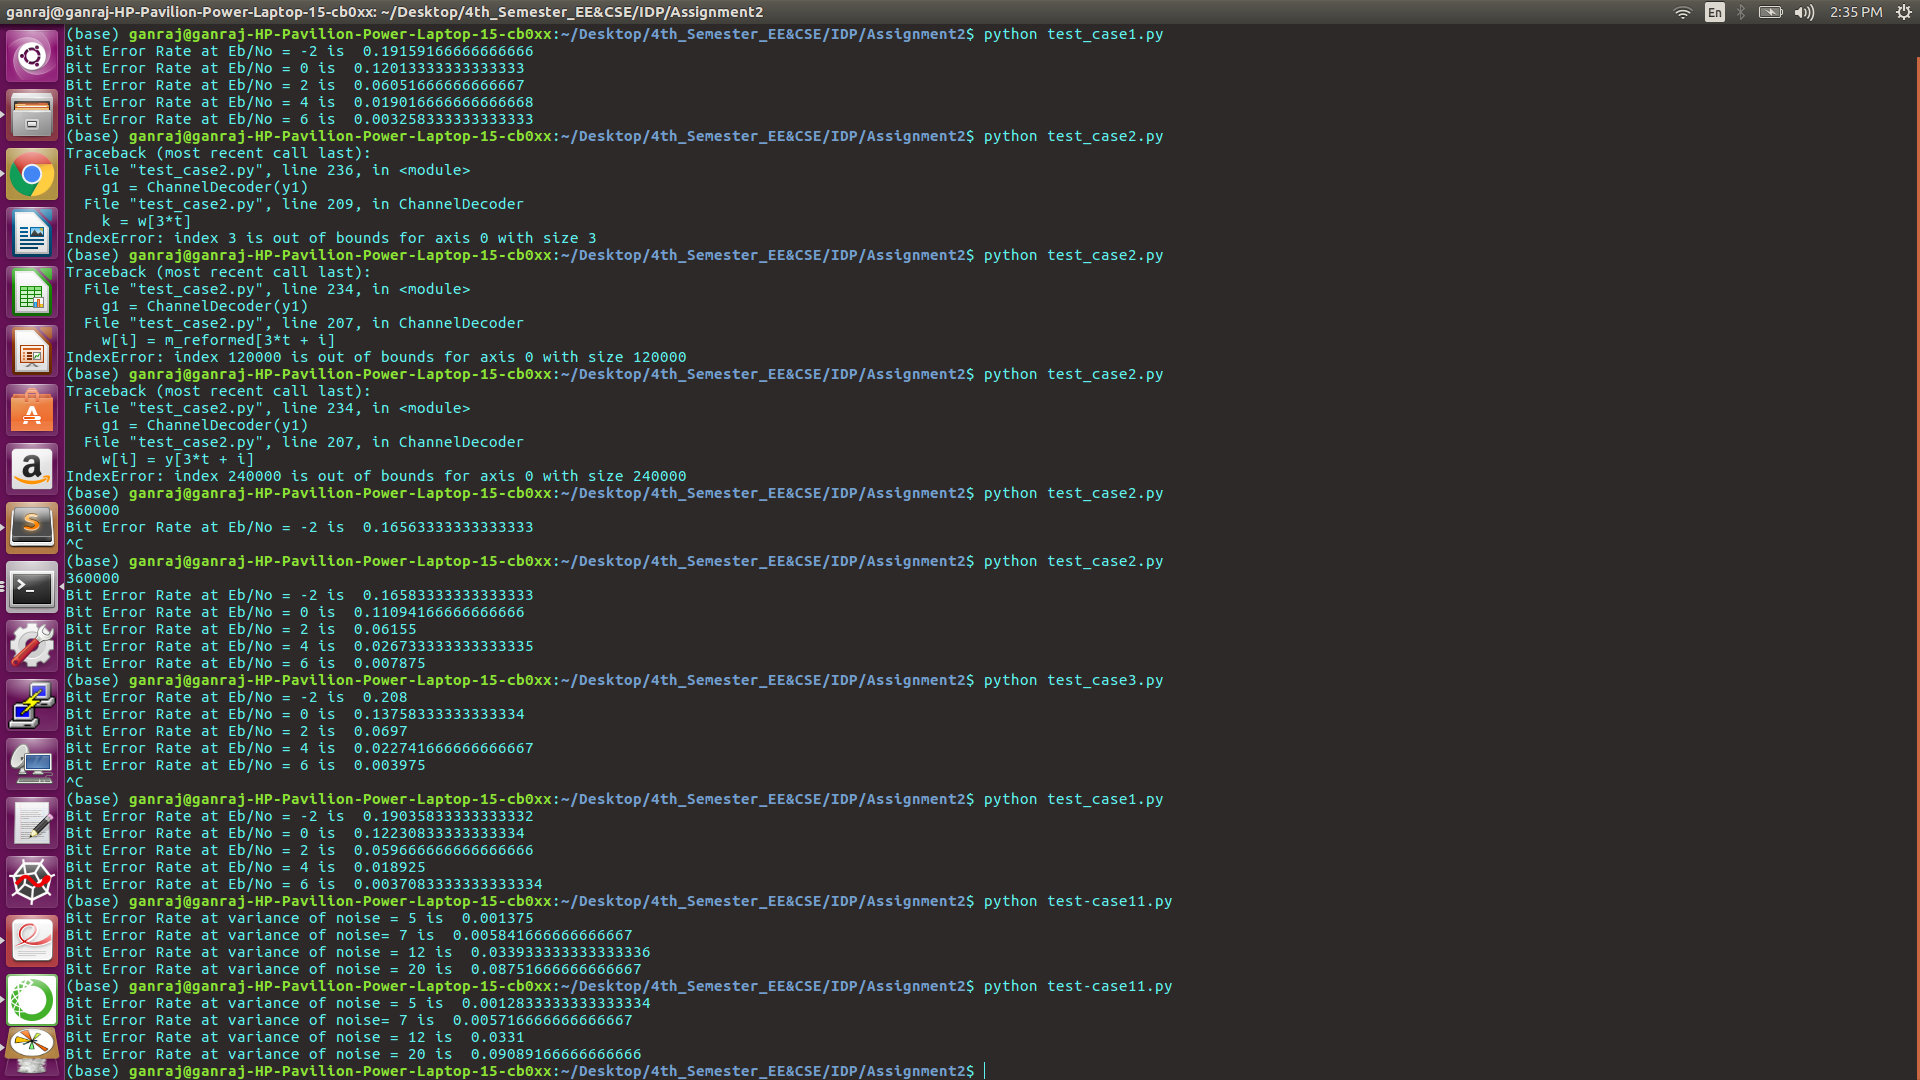 ganraj@ganraj-HP-Pavilion-Power-Laptop-15-cb0xx: ~/Desktop/4th_Semester_EE&CSE/IDP/Assignment2
En
2:35 PM
(base) ganraj@ganraj-HP-Pavilion-Power-Laptop-15-cb0xx:~/Desktop/4th_Semester_EE&CSE/IDP/Assignment2$ python test_case1.py
Bit Error Rate at Eb/No = -2 is  0.19159166666666666
Bit Error Rate at Eb/No = 0 is  0.12013333333333333
Bit Error Rate at Eb/No = 2 is  0.06051666666666667
Bit Error Rate at Eb/No = 4 is  0.019016666666666668
Bit Error Rate at Eb/No = 6 is  0.003258333333333333
(base) ganraj@ganraj-HP-Pavilion-Power-Laptop-15-cb0xx:~/Desktop/4th_Semester_EE&CSE/IDP/Assignment2$ python test_case2.py
Traceback (most recent call last):
  File "test_case2.py", line 236, in <module>
    g1 = ChannelDecoder(y1)
  File "test_case2.py", line 209, in ChannelDecoder
    k = w[3*t]
IndexError: index 3 is out of bounds for axis 0 with size 3
(base) ganraj@ganraj-HP-Pavilion-Power-Laptop-15-cb0xx:~/Desktop/4th_Semester_EE&CSE/IDP/Assignment2$ python test_case2.py
Traceback (most recent call last):
  File "test_case2.py", line 234, in <module>
    g1 = ChannelDecoder(y1)
  File "test_case2.py", line 207, in ChannelDecoder
    w[i] = m_reformed[3*t + i]
IndexError: index 120000 is out of bounds for axis 0 with size 120000
(base) ganraj@ganraj-HP-Pavilion-Power-Laptop-15-cb0xx:~/Desktop/4th_Semester_EE&CSE/IDP/Assignment2$ python test_case2.py
Traceback (most recent call last):
  File "test_case2.py", line 234, in <module>
    g1 = ChannelDecoder(y1)
  File "test_case2.py", line 207, in ChannelDecoder
    w[i] = y[3*t + i]
IndexError: index 240000 is out of bounds for axis 0 with size 240000
(base) ganraj@ganraj-HP-Pavilion-Power-Laptop-15-cb0xx:~/Desktop/4th_Semester_EE&CSE/IDP/Assignment2$ python test_case2.py
360000
Bit Error Rate at Eb/No = -2 is  0.16563333333333333
^C
(base) ganraj@ganraj-HP-Pavilion-Power-Laptop-15-cb0xx:~/Desktop/4th_Semester_EE&CSE/IDP/Assignment2$ python test_case2.py
360000
Bit Error Rate at Eb/No = -2 is  0.16583333333333333
Bit Error Rate at Eb/No = 0 is  0.11094166666666666
Bit Error Rate at Eb/No = 2 is  0.06155
Bit Error Rate at Eb/No = 4 is  0.026733333333333335
Bit Error Rate at Eb/No = 6 is  0.007875
(base) ganraj@ganraj-HP-Pavilion-Power-Laptop-15-cb0xx:~/Desktop/4th_Semester_EE&CSE/IDP/Assignment2$ python test_case3.py
Bit Error Rate at Eb/No = -2 is  0.208
Bit Error Rate at Eb/No = 0 is  0.13758333333333334
Bit Error Rate at Eb/No = 2 is  0.0697
Bit Error Rate at Eb/No = 4 is  0.022741666666666667
Bit Error Rate at Eb/No = 6 is  0.003975
^C
(base) ganraj@ganraj-HP-Pavilion-Power-Laptop-15-cb0xx:~/Desktop/4th_Semester_EE&CSE/IDP/Assignment2$ python test_case1.py
Bit Error Rate at Eb/No = -2 is  0.19035833333333332
Bit Error Rate at Eb/No = 0 is  0.12230833333333334
Bit Error Rate at Eb/No = 2 is  0.059666666666666666
Bit Error Rate at Eb/No = 4 is  0.018925
Bit Error Rate at Eb/No = 6 is  0.0037083333333333334
(base) ganraj@ganraj-HP-Pavilion-Power-Laptop-15-cb0xx:~/Desktop/4th_Semester_EE&CSE/IDP/Assignment2$ python test-case11.py
Bit Error Rate at variance of noise = 5 is  0.001375
Bit Error Rate at variance of noise= 7 is  0.005841666666666667
Bit Error Rate at variance of noise = 12 is  0.033933333333333336
Bit Error Rate at variance of noise = 20 is  0.08751666666666667
(base) ganraj@ganraj-HP-Pavilion-Power-Laptop-15-cb0xx:~/Desktop/4th_Semester_EE&CSE/IDP/Assignment2$ python test-case11.py
Bit Error Rate at variance of noise = 5 is  0.0012833333333333334
Bit Error Rate at variance of noise= 7 is  0.005716666666666667
Bit Error Rate at variance of noise = 12 is  0.0331
Bit Error Rate at variance of noise = 20 is  0.09089166666666666
(base) ganraj@ganraj-HP-Pavilion-Power-Laptop-15-cb0xx:~/Desktop/4th_Semester_EE&CSE/IDP/Assignment2$